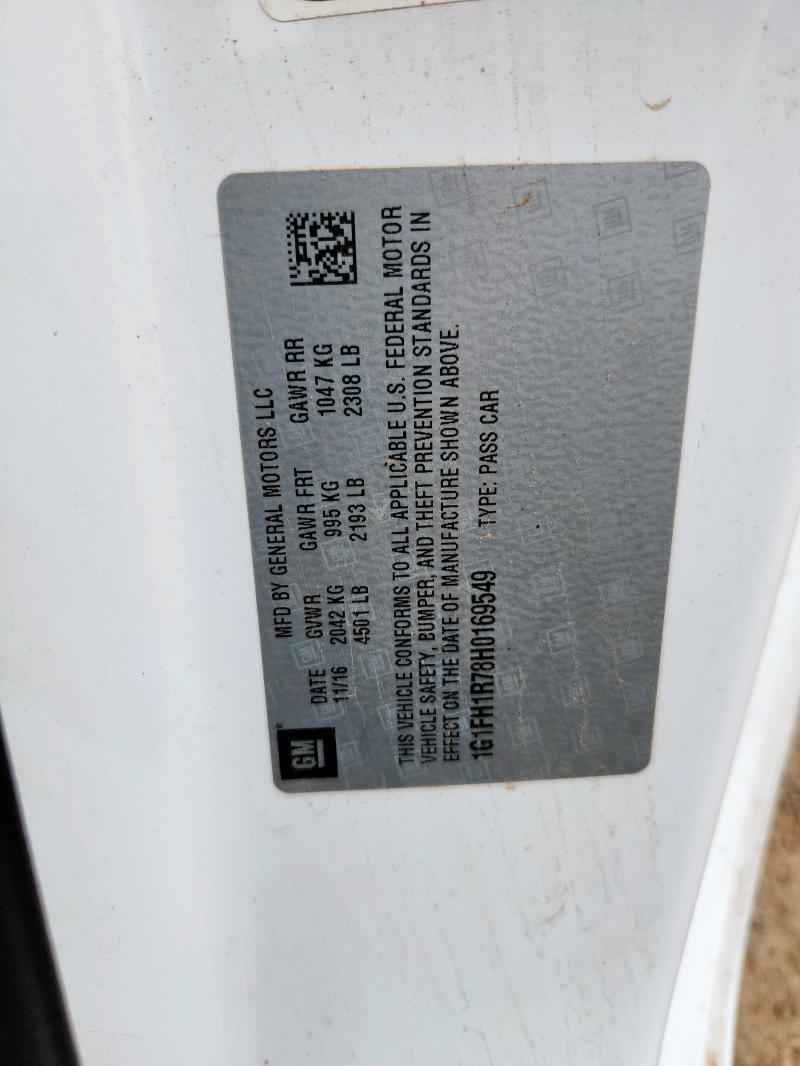 MFD BY GENERAL MOTORS LLC
DATE GVWR GAWR FRT GAWR RR
11/16 2042 KG 995 KG 1047 KG
4501 LB 2193 LB 2308 LB
GM®
THIS VEHICLE CONFORMS TO ALL APPLICABLE U.S. FEDERAL MOTOR
VEHICLE SAFETY, BUMPER, AND THEFT PREVENTION STANDARDS IN
EFFECT ON THE DATE OF MANUFACTURE SHOWN ABOVE.
1G1FH1R78H0169549 TYPE: PASS CAR